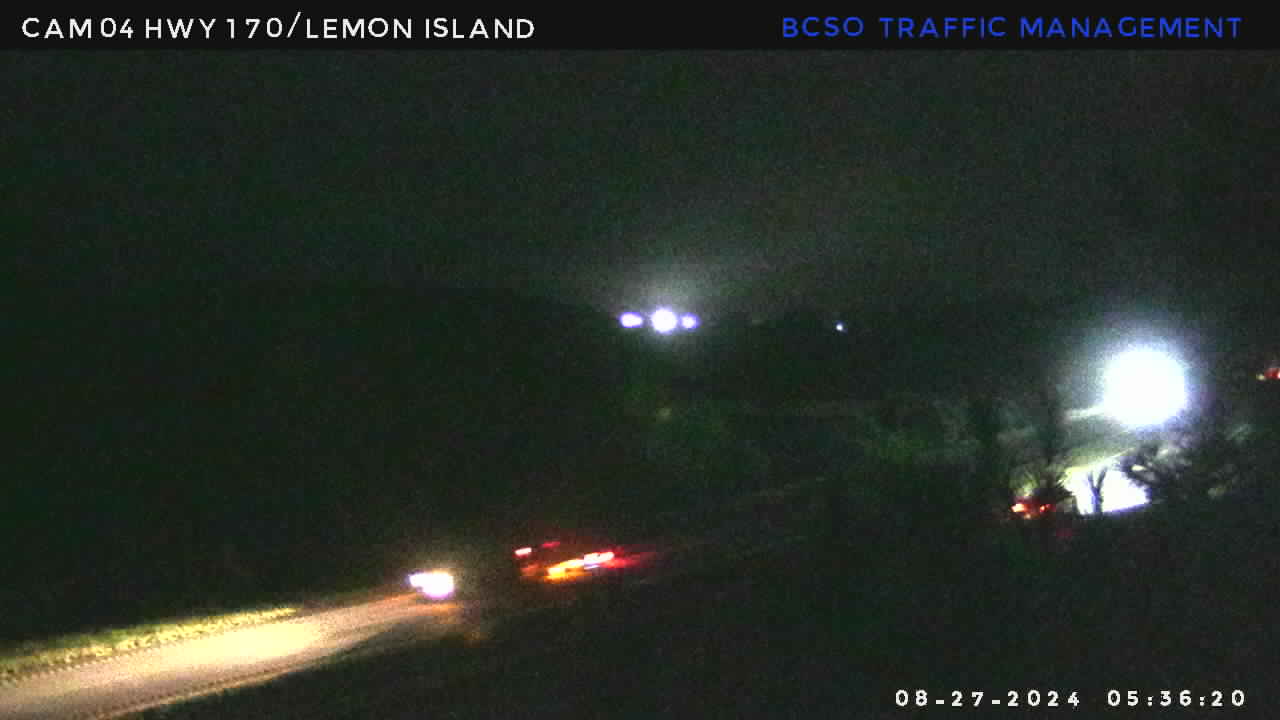 CAM04 HWY 170/LEMON ISLAND
BCSO TRAFFIC MANAGEMENT
08-27-2024 05:36:20